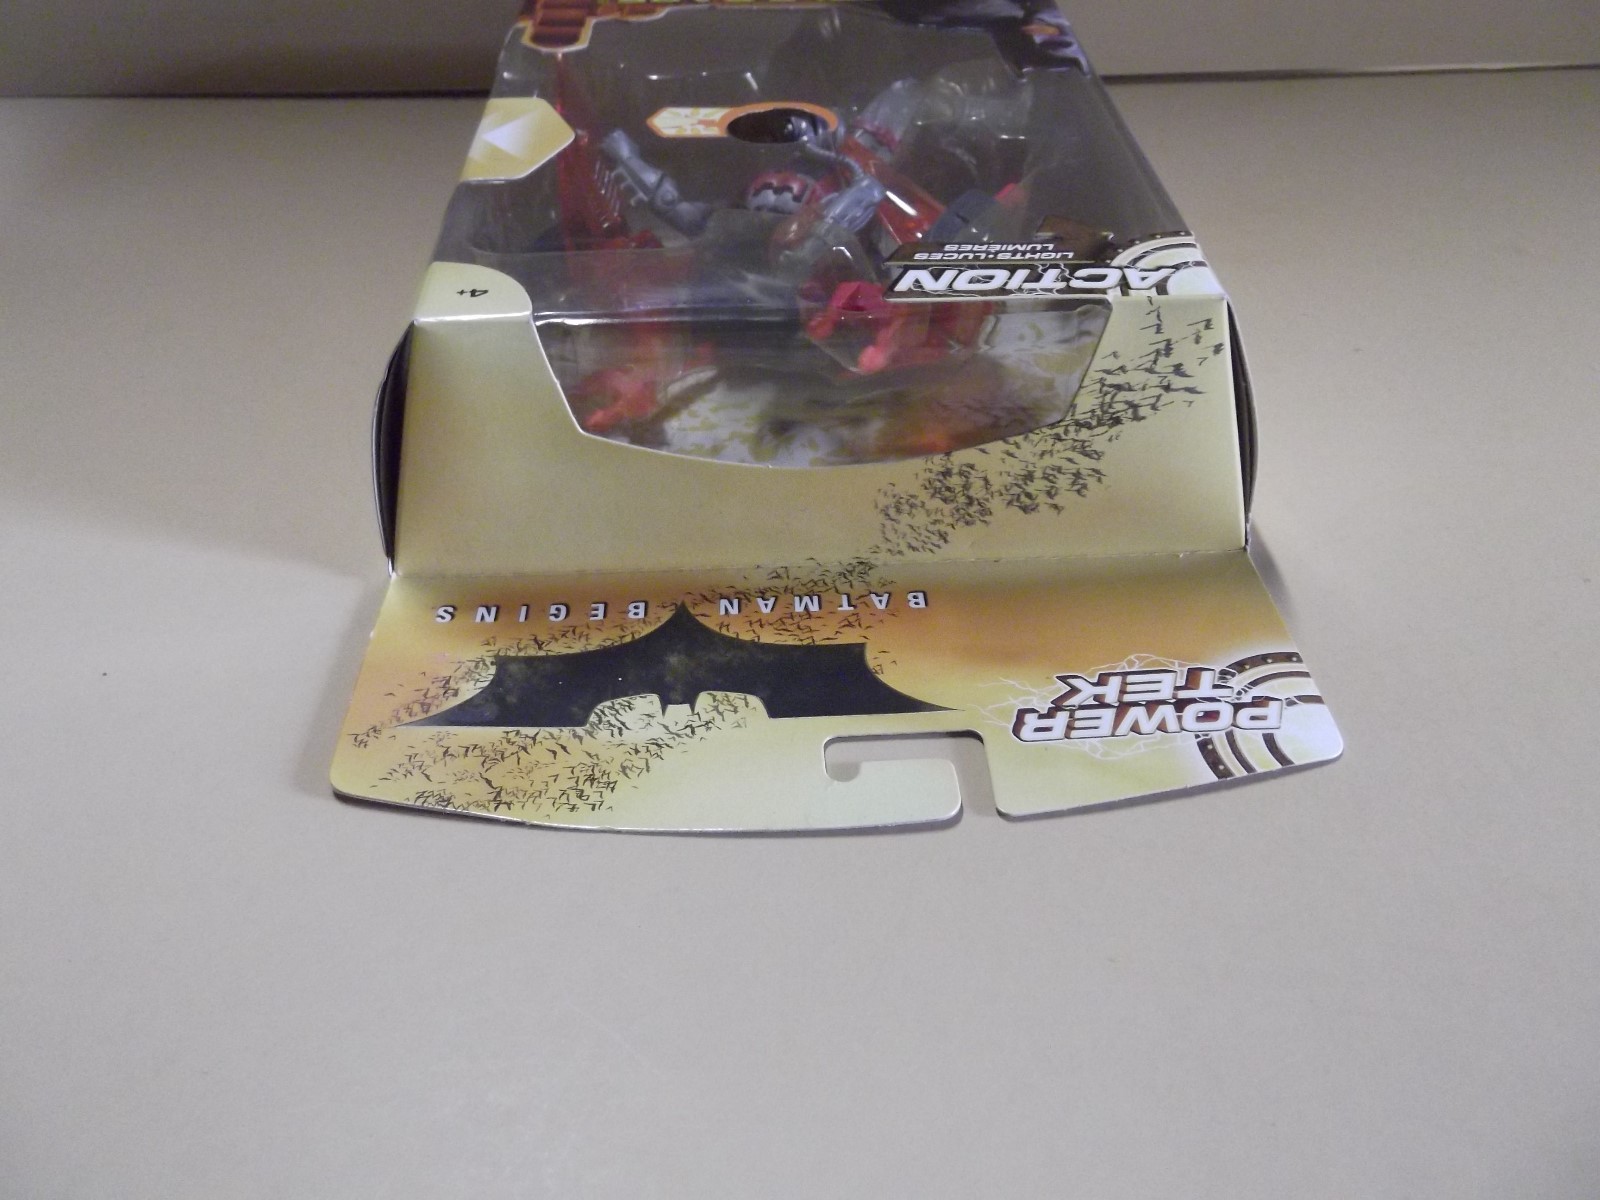 POWER
TEK
BATMAN BEGINS
ACTION
LIGHTS•LUCES
LUMIÈRES
4+